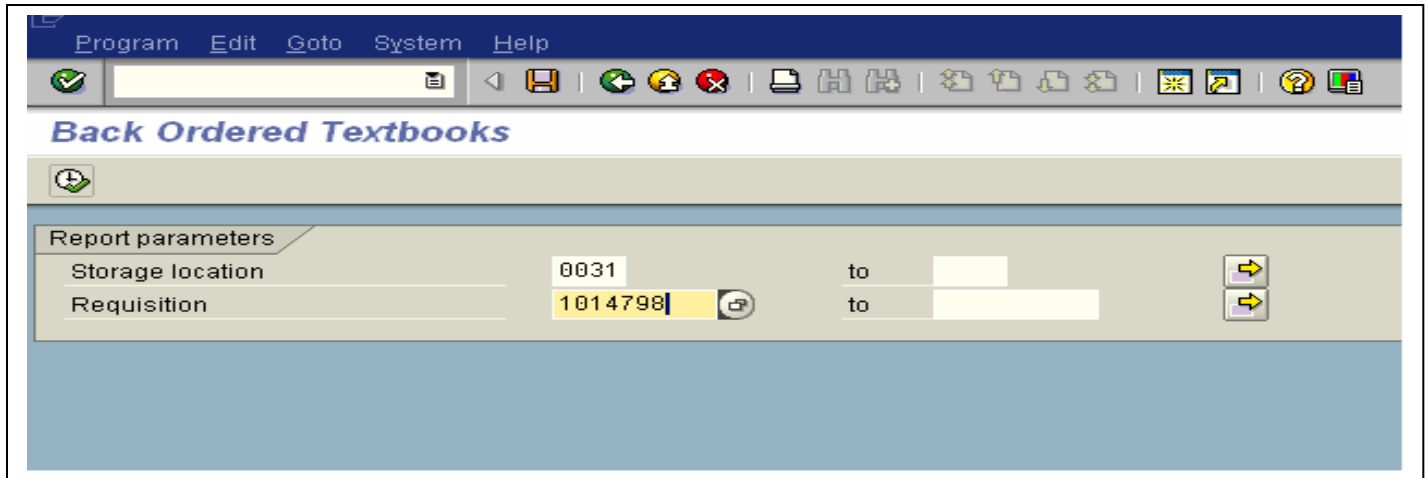 Program Edit Goto System Help
Back Ordered Textbooks
Report parameters
Storage location 0031 to
Requisition 1014798 to